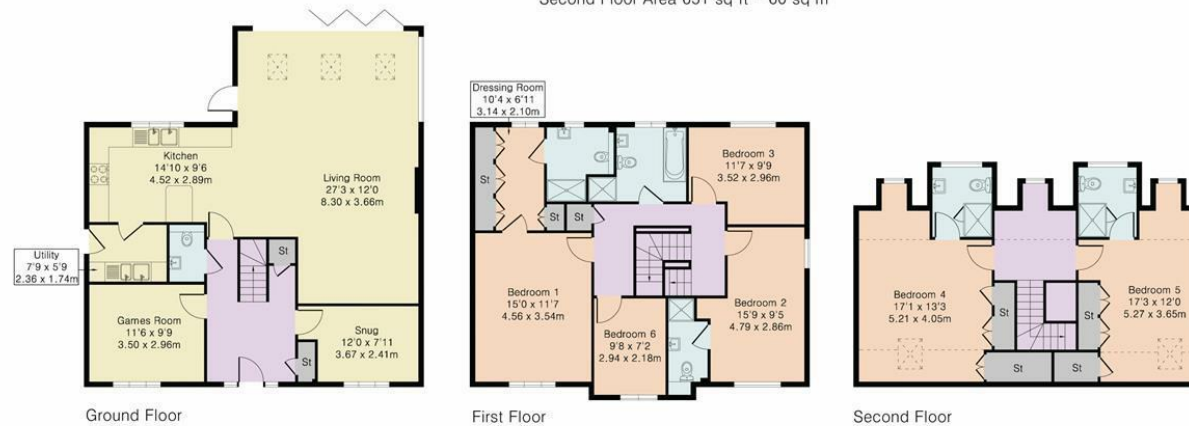 Second Floor Area 651 sq ft - 60 sq m
Kitchen
14'10 x 9'6
4.52 x 2.89m
Living Room
27'3 x 12'0
8.30 x 3.66m
Utility
7'9 x 5'9
2.36 x 1.74m
St
Games Room
11'6 x 9'9
3.50 x 2.96m
Snug
12'0 x 7'11
3.67 x 2.41m
St
Ground Floor
Dressing Room
10'4 x 6'11
3.14 x 2.10m
St
St
St
Bedroom 3
11'7 x 9'9
3.52 x 2.96m
Bedroom 1
15'0 x 11'7
4.56 x 3.54m
Bedroom 2
15'9 x 9'5
4.79 x 2.86m
Bedroom 6
9'8 x 7'2
2.94 x 2.18m
First Floor
Bedroom 4
17'1 x 13'3
5.21 x 4.05m
St
St
Bedroom 5
17'3 x 12'0
5.27 x 3.65m
St
St
Second Floor